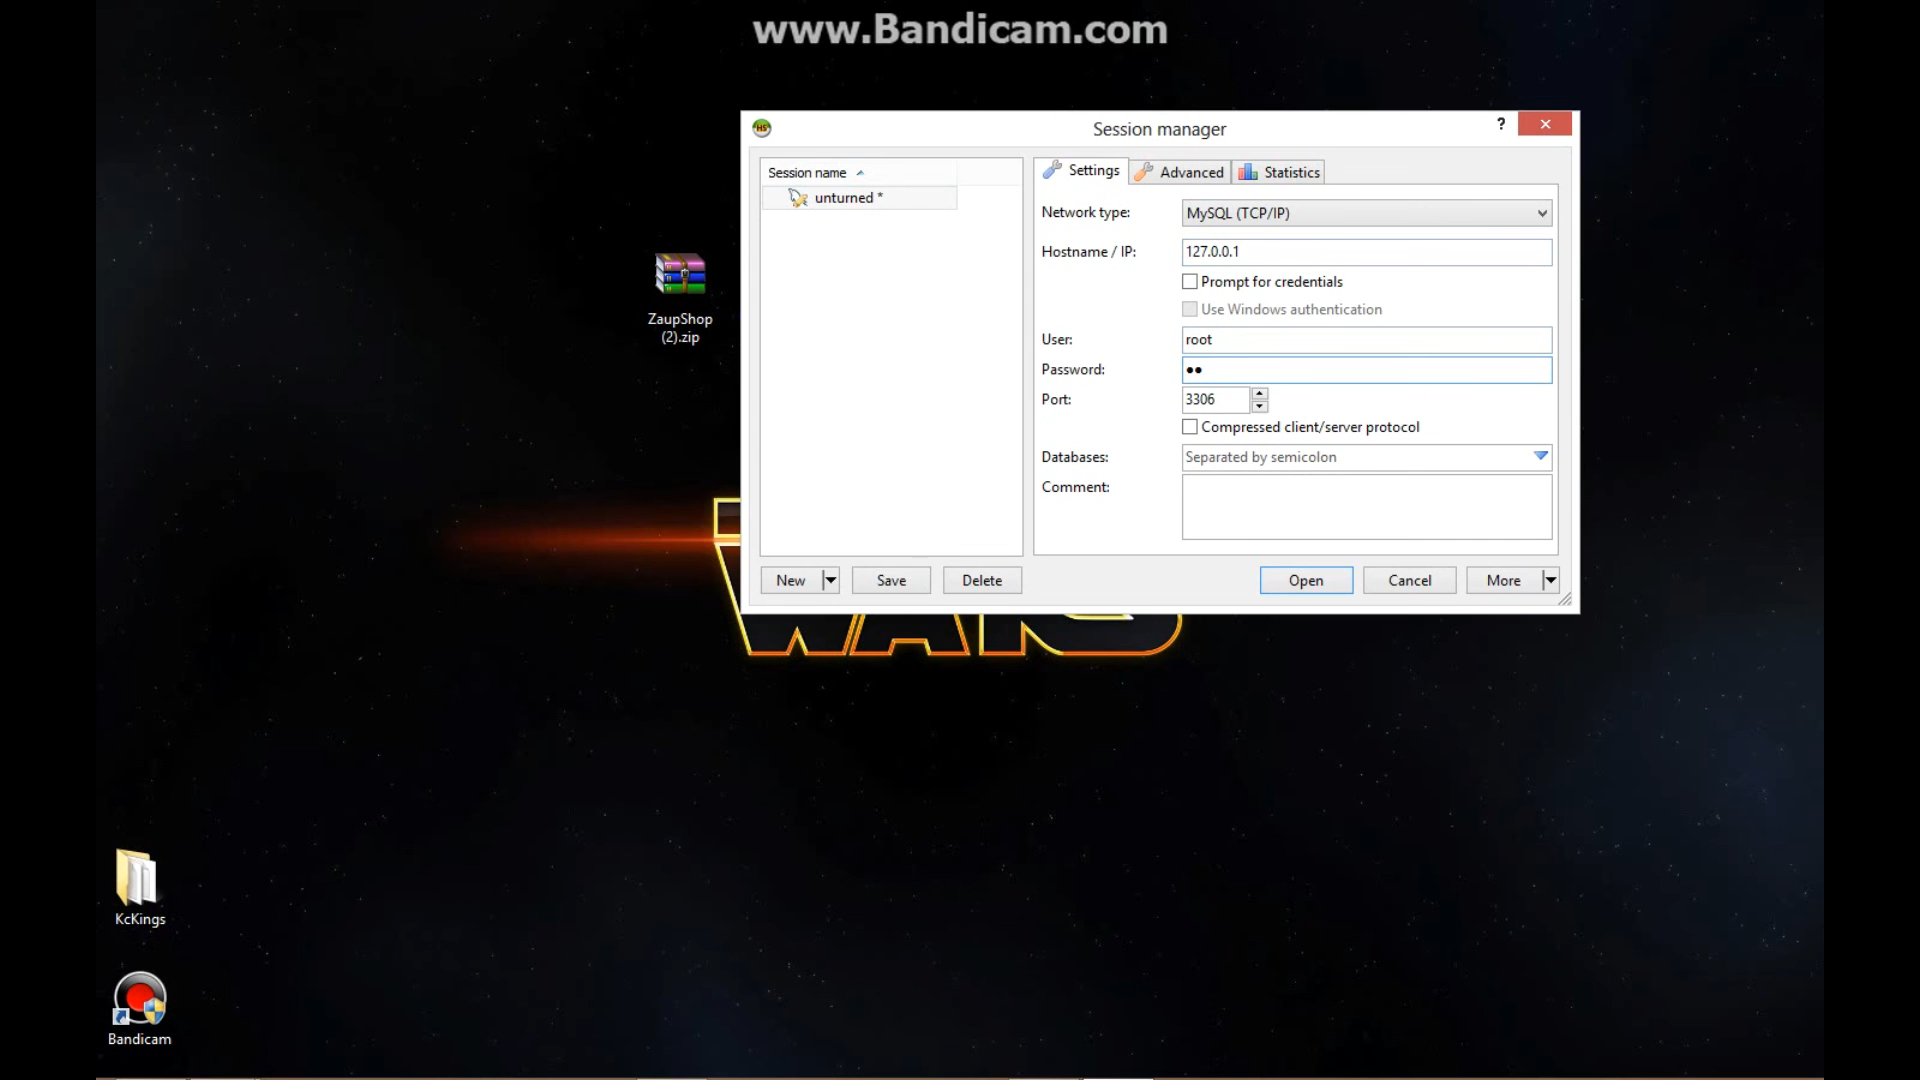 www.Bandicam.com
Session manager
?
Session name
unturned *
Settings
Advanced
Statistics
Network type:
MySQL (TCP/IP)
Hostname / IP:
127.0.0.1
Prompt for credentials
Use Windows authentication
User:
root
Password:
••
Port:
3306
Compressed client/server protocol
Databases:
Separated by semicolon
Comment:
New
Save
Delete
Open
Cancel
More
ZaupShop
(2).zip
WARS
KcKings
Bandicam